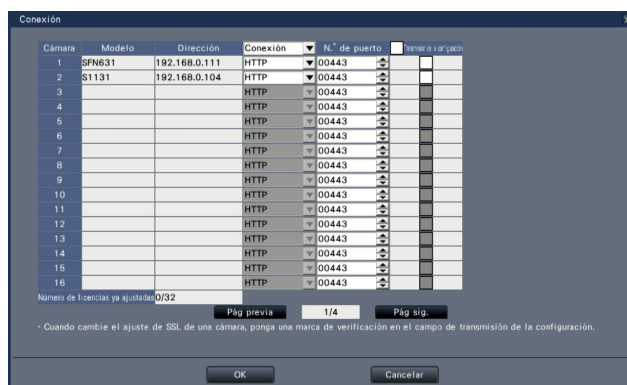 Conexión
Cámara Modelo Dirección Conexión N.° de puerto Transmisión de la configuración
1 SFN631 192.168.0.111 HTTP 00443
2 S1131 192.168.0.104 HTTP 00443
3 HTTP 00443
4 HTTP 00443
5 HTTP 00443
6 HTTP 00443
7 HTTP 00443
8 HTTP 00443
9 HTTP 00443
10 HTTP 00443
11 HTTP 00443
12 HTTP 00443
13 HTTP 00443
14 HTTP 00443
15 HTTP 00443
16 HTTP 00443
Número de licencias ya ajustadas 0/32
Pág previa 1/4 Pág sig.
· Cuando cambie el ajuste de SSL de una cámara, ponga una marca de verificación en el campo de transmisión de la configuración.
OK Cancelar